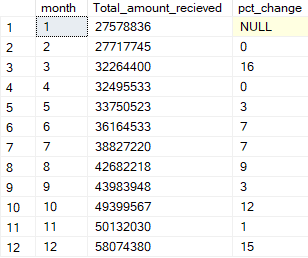 month Total_amount_recieved pct_change
1 1 27578836 NULL
2 2 27717745 0
3 3 32264400 16
4 4 32495533 0
5 5 33750523 3
6 6 36164533 7
7 7 38827220 7
8 8 42682218 9
9 9 43983948 3
10 10 49399567 12
11 11 50132030 1
12 12 58074380 15